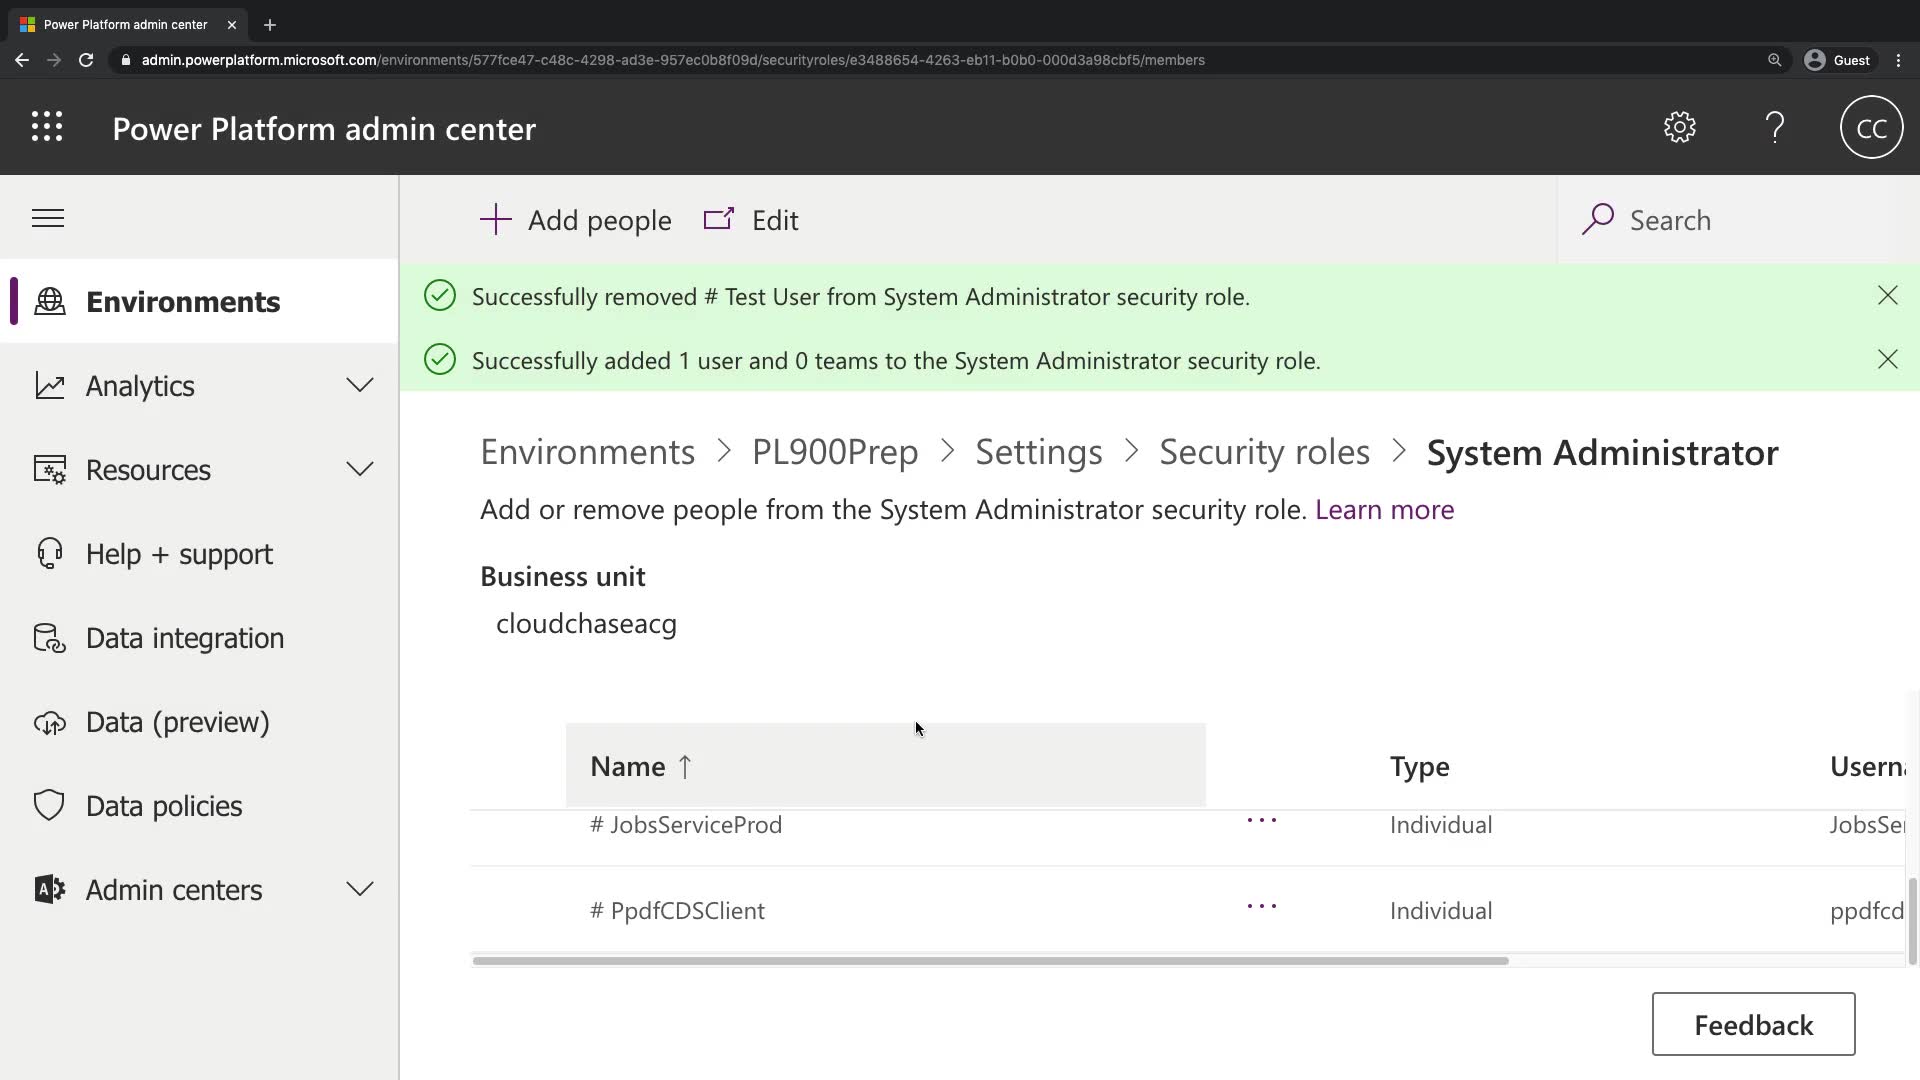 Power Platform admin center
admin.powerplatform.microsoft.com/environments/577fce47-c48c-4298-ad3e-957ec0b8f09d/securityroles/e3488654-4263-eb11-b0b0-000d3a98cbf5/members
Guest
Power Platform admin center
CC
Add people
Edit
Search
Successfully removed # Test User from System Administrator security role.
Successfully added 1 user and 0 teams to the System Administrator security role.
Environments
Analytics
Resources
Help + support
Data integration
Data (preview)
Data policies
Admin centers
Environments > PL900Prep > Settings > Security roles > System Administrator
Add or remove people from the System Administrator security role. Learn more
Business unit
cloudchaseacg
Name ↑ Type Userna
# JobsServiceProd ... Individual JobsSer
# PpdfCDSClient ... Individual ppdfcd
Feedback